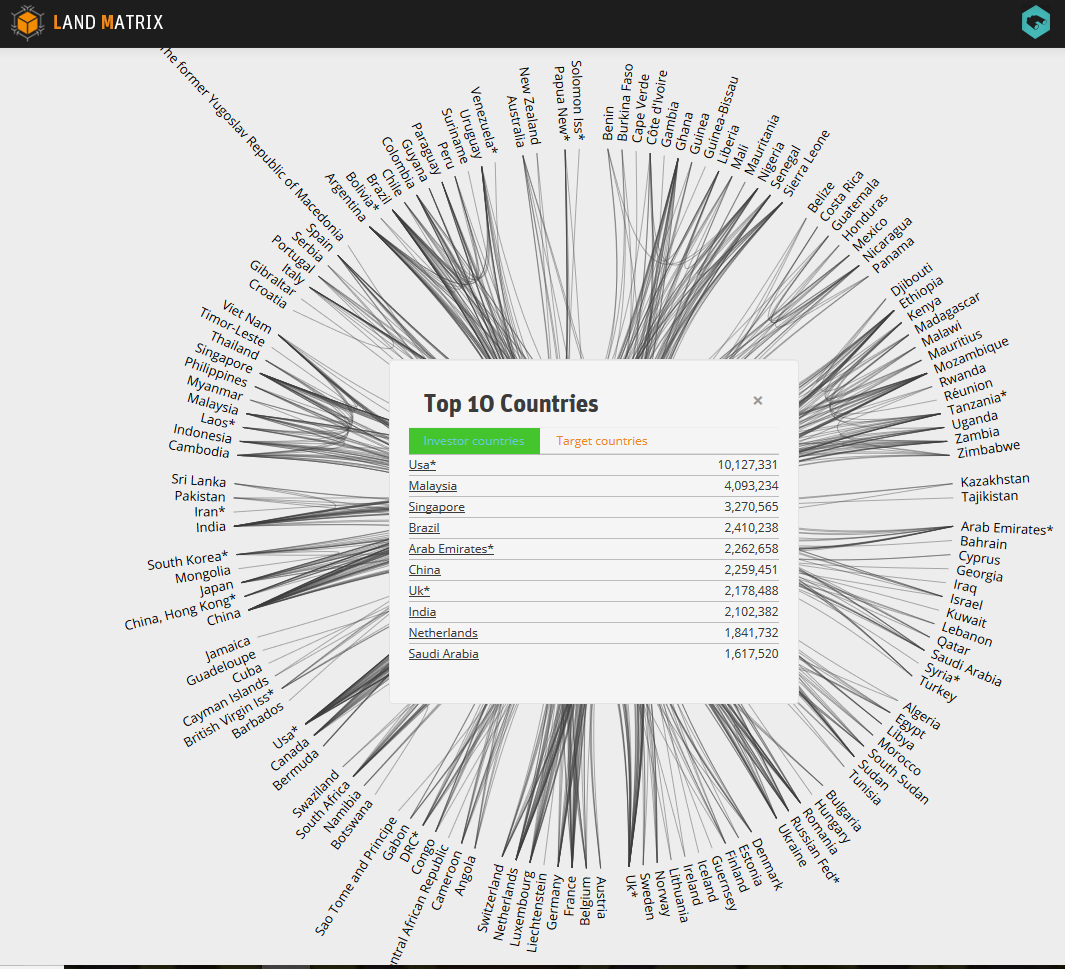 LAND MATRIX
The former Yugoslav Republic of Macedonia
Spain
Serbia
Portugal
Italy
Gibraltar
Croatia
Argentina
Bolivia*
Brazil
Chile
Colombia
Guyana
Paraguay
Peru
Suriname
Uruguay
Venezuela*
Australia
New Zealand
Papua New*
Solomon Iss*
Benin
Burkina Faso
Cape Verde
Côte d'Ivoire
Gambia
Ghana
Guinea
Guinea-Bissau
Liberia
Mali
Mauritania
Nigeria
Senegal
Sierra Leone
Belize
Costa Rica
Guatemala
Honduras
Mexico
Nicaragua
Panama
Djibouti
Ethiopia
Kenya
Madagascar
Malawi
Mauritius
Mozambique
Rwanda
Réunion
Tanzania*
Uganda
Zambia
Zimbabwe
Kazakhstan
Tajikistan
Arab Emirates*
Bahrain
Cyprus
Georgia
Iraq
Israel
Kuwait
Lebanon
Qatar
Saudi Arabia
Syria*
Turkey
Algeria
Egypt
Libya
Morocco
South Sudan
Sudan
Tunisia
Bulgaria
Hungary
Romania
Russian Fed*
Ukraine
Denmark
Estonia
Finland
Guernsey
Iceland
Ireland
Lithuania
Norway
Sweden
Uk*
Austria
Belgium
France
Germany
Liechtenstein
Luxembourg
Netherlands
Switzerland
Angola
Cameroon
ntral African Republic
Congo
DRC*
Gabon
Sao Tome and Principe
Botswana
Namibia
South Africa
Swaziland
Bermuda
Canada
Usa*
Barbados
British Virgin Iss*
Cayman Islands
Cuba
Guadeloupe
Jamaica
China
China, Hong Kong*
Japan
Mongolia
South Korea*
India
Iran*
Pakistan
Sri Lanka
Cambodia
Indonesia
Laos*
Malaysia
Myanmar
Philippines
Singapore
Thailand
Timor-Leste
Viet Nam
Top 10 Countries
×
Investor countries Target countries
Usa* 10,127,331
Malaysia 4,093,234
Singapore 3,270,565
Brazil 2,410,238
Arab Emirates* 2,262,658
China 2,259,451
Uk* 2,178,488
India 2,102,382
Netherlands 1,841,732
Saudi Arabia 1,617,520